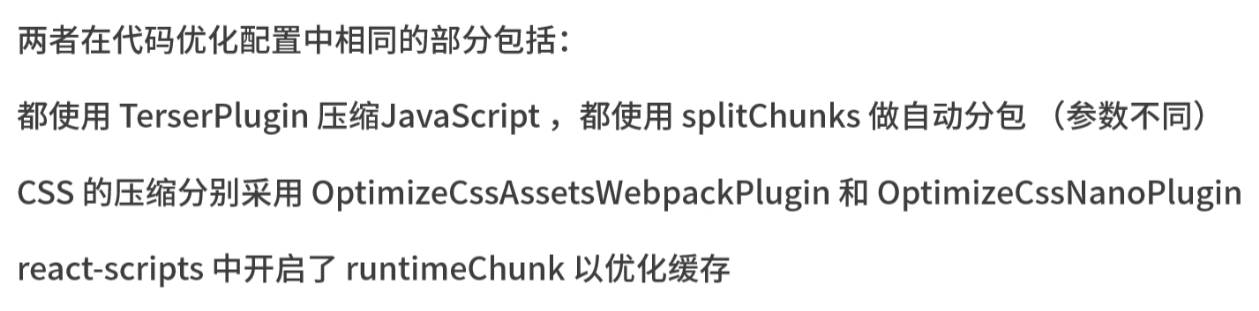 两者在代码优化配置中相同的部分包括：
都使用 TerserPlugin 压缩JavaScript ，都使用 splitChunks 做自动分包 （参数不同）
CSS 的压缩分别采用 OptimizeCssAssetsWebpackPlugin 和 OptimizeCssNanoPlugin
react-scripts 中开启了 runtimeChunk 以优化缓存